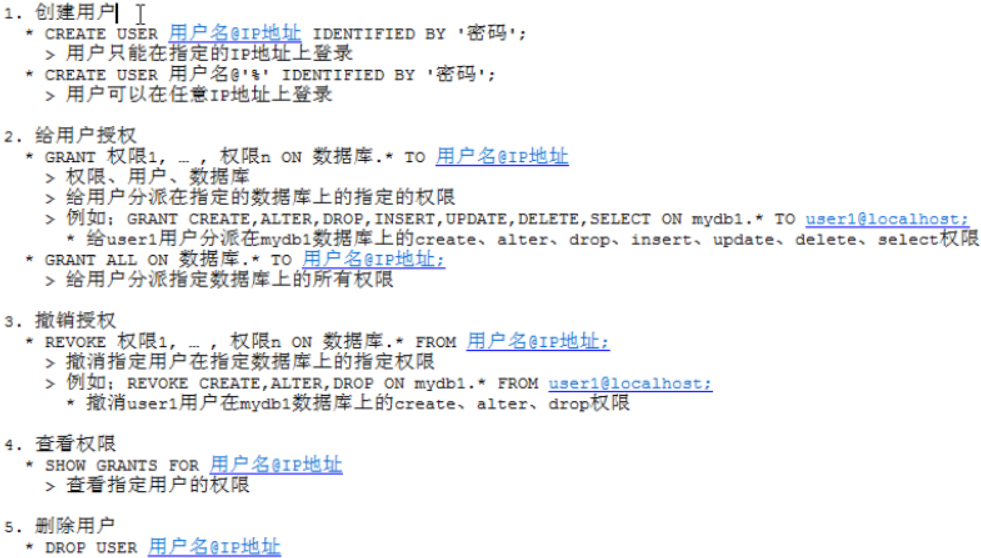 1. 创建用户
* CREATE USER 用户名@IP地址 IDENTIFIED BY '密码';
> 用户只能在指定的IP地址上登录
* CREATE USER 用户名@'%' IDENTIFIED BY '密码';
> 用户可以在任意IP地址上登录
2. 给用户授权
* GRANT 权限1, … , 权限n ON 数据库.* TO 用户名@IP地址
> 权限、用户、数据库
> 给用户分派在指定的数据库上的指定的权限
> 例如：GRANT CREATE,ALTER,DROP,INSERT,UPDATE,DELETE,SELECT ON mydb1.* TO user1@localhost;
* 给user1用户分派在mydb1数据库上的create、alter、drop、insert、update、delete、select权限
* GRANT ALL ON 数据库.* TO 用户名@IP地址;
> 给用户分派指定数据库上的所有权限
3. 撤销授权
* REVOKE 权限1, … , 权限n ON 数据库.* FROM 用户名@IP地址;
> 撤消指定用户在指定数据库上的指定权限
> 例如：REVOKE CREATE,ALTER,DROP ON mydb1.* FROM user1@localhost;
* 撤消user1用户在mydb1数据库上的create、alter、drop权限
4. 查看权限
* SHOW GRANTS FOR 用户名@IP地址
> 查看指定用户的权限
5. 删除用户
* DROP USER 用户名@IP地址